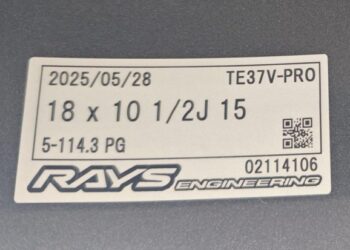 2025/05/28 TE37V-PRO
18 x 10 1/2J 15
5-114.3 PG
RAYS ENGINEERING 02114106